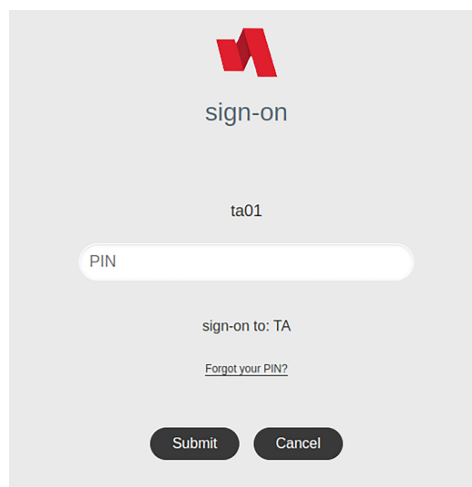 sign-on
ta01
PIN
sign-on to: TA
Forgot your PIN?
Submit Cancel